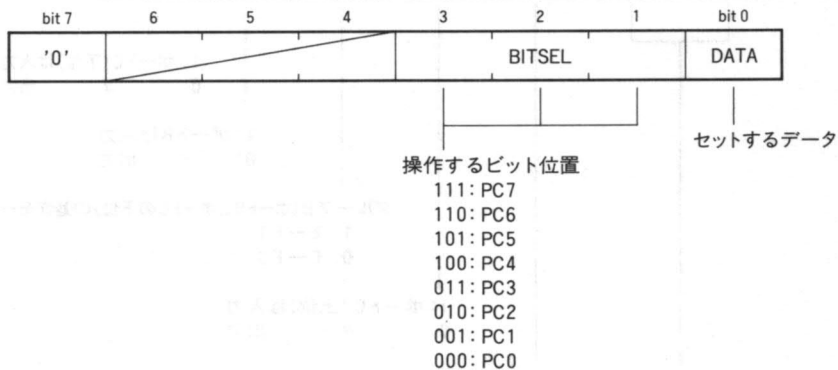 bit 7 6 5 4 3 2 1 bit 0
'0' BITSEL DATA
セットするデータ
操作するビット位置
111：PC7
110：PC6
101：PC5
100：PC4
011：PC3
010：PC2
001：PC1
000：PC0